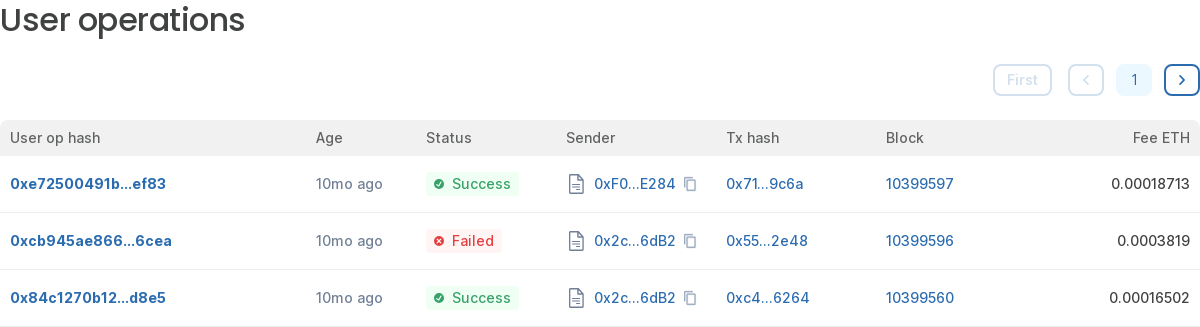 User operations
First 1
User op hash Age Status Sender Tx hash Block Fee ETH
0xe72500491b...ef83 10mo ago Success 0xF0...E284 0x71...9c6a 10399597 0.00018713
0xcb945ae866...6cea 10mo ago Failed 0x2c...6dB2 0x55...2e48 10399596 0.0003819
0x84c1270b12...d8e5 10mo ago Success 0x2c...6dB2 0xc4...6264 10399560 0.00016502